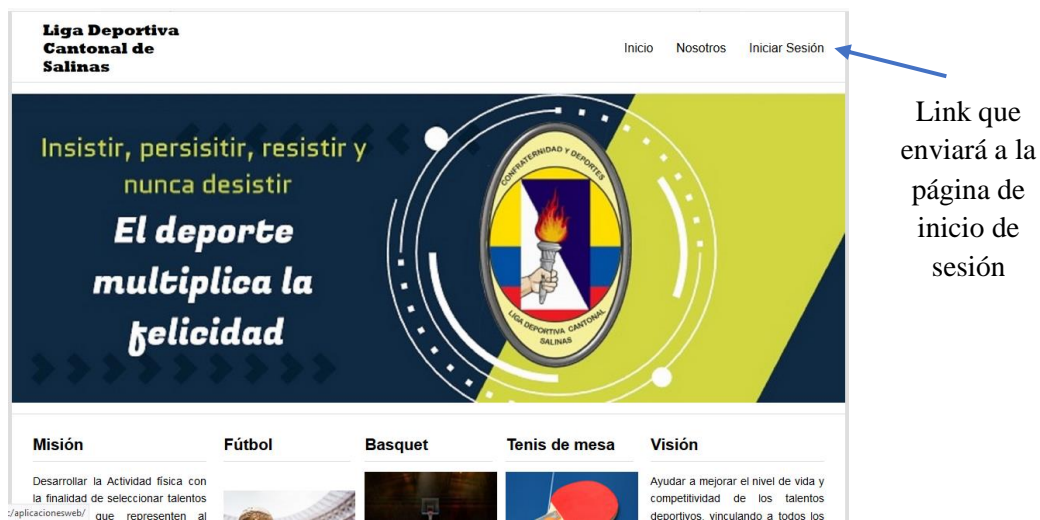 Liga Deportiva
Cantonal de
Salinas
Inicio Nosotros Iniciar Sesión
Link que
enviará a la
página de
inicio de
sesión
Insistir, persisitir, resistir y
nunca desistir
El deporte
multiplica la
felicidad
CONFRATERNIDAD Y DEPORTES
LIGA DEPORTIVA CANTONAL
SALINAS
Misión
Desarrollar la Actividad física con
la finalidad de seleccionar talentos
que representen al
Fútbol
Basquet
Tenis de mesa
Visión
Ayudar a mejorar el nivel de vida y
competitividad de los talentos
deportivos, vinculando a todos los
:/aplicacionesweb/